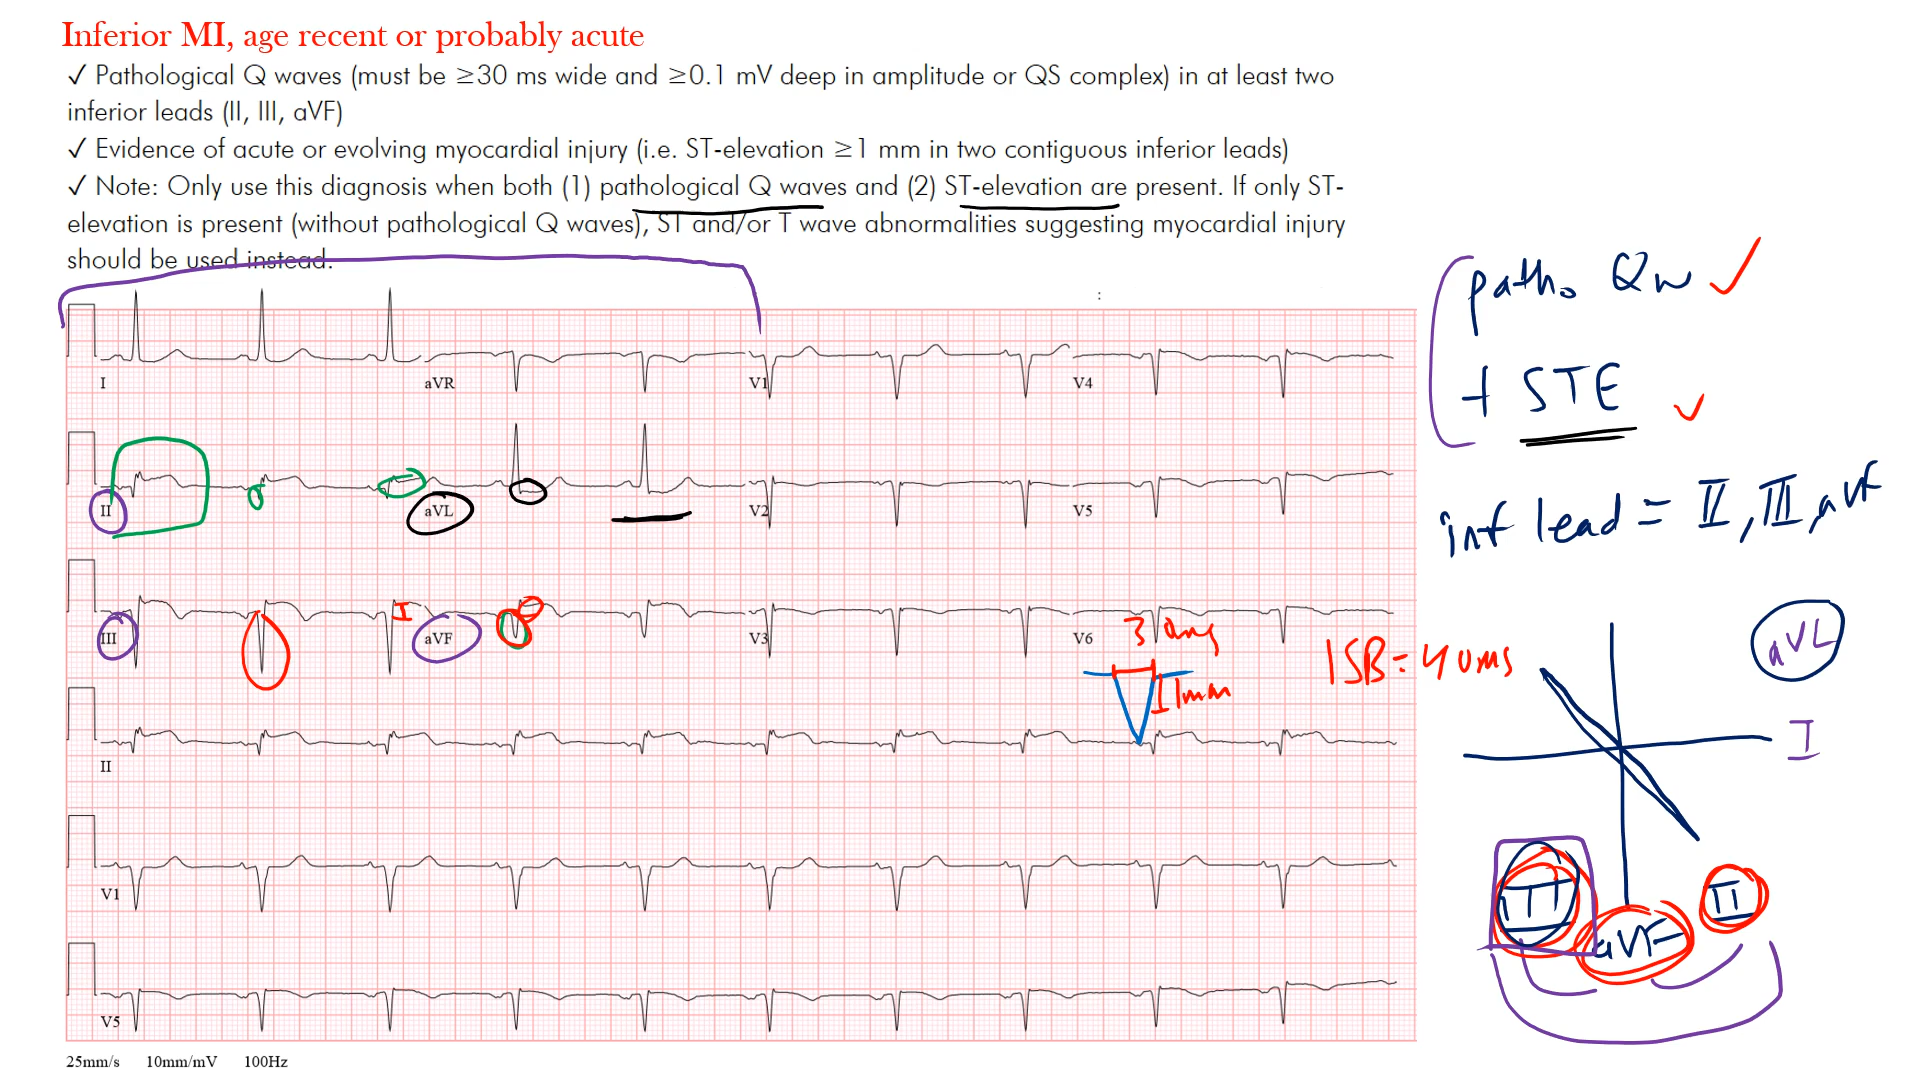 Inferior MI, age recent or probably acute
✓ Pathological Q waves (must be ≥30 ms wide and ≥0.1 mV deep in amplitude or QS complex) in at least two
inferior leads (II, III, aVF)
✓ Evidence of acute or evolving myocardial injury (i.e. ST-elevation ≥1 mm in two contiguous inferior leads)
✓ Note: Only use this diagnosis when both (1) pathological Q waves and (2) ST-elevation are present. If only ST-
elevation is present (without pathological Q waves), ST and/or T wave abnormalities suggesting myocardial injury
should be used instead.
path. Qw ✓
+ STE ✓
inf lead = II, III, aVF
I aVR V1 V4
II aVL V2 V5
III I aVF V3 V6
3
1mm
1SB = 40ms
aVL
I
II
V1
III aVF II
V5
25mm/s 10mm/mV 100Hz